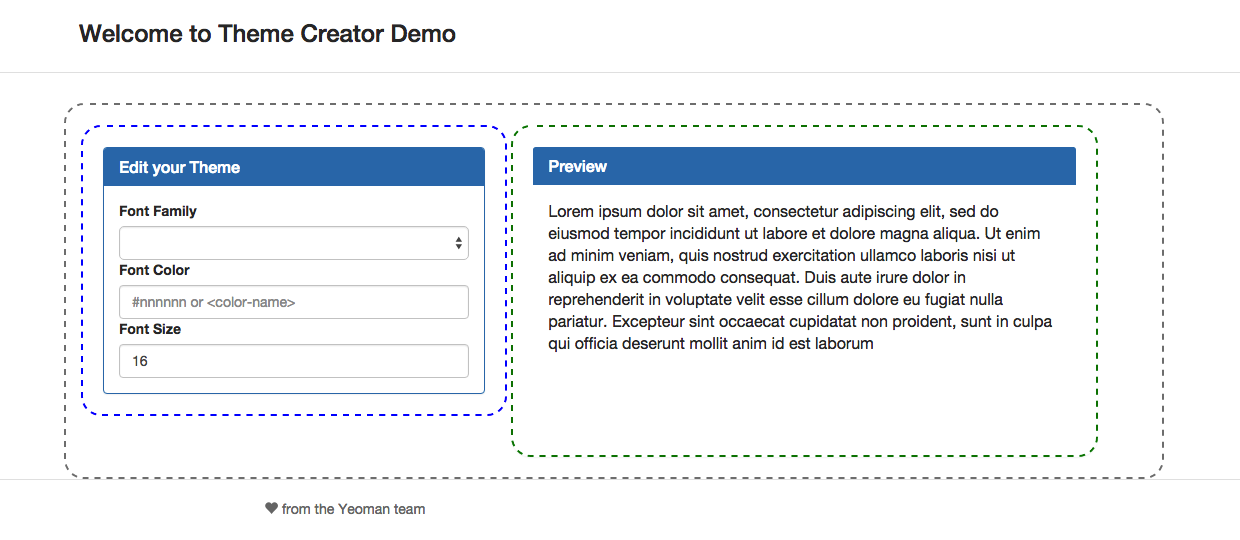 Welcome to Theme Creator Demo
Edit your Theme
Font Family
Font Color
#nnnnnn or <color-name>
Font Size
16
Preview
Lorem ipsum dolor sit amet, consectetur adipiscing elit, sed do
eiusmod tempor incididunt ut labore et dolore magna aliqua. Ut enim
ad minim veniam, quis nostrud exercitation ullamco laboris nisi ut
aliquip ex ea commodo consequat. Duis aute irure dolor in
reprehenderit in voluptate velit esse cillum dolore eu fugiat nulla
pariatur. Excepteur sint occaecat cupidatat non proident, sunt in culpa
qui officia deserunt mollit anim id est laborum
♥ from the Yeoman team